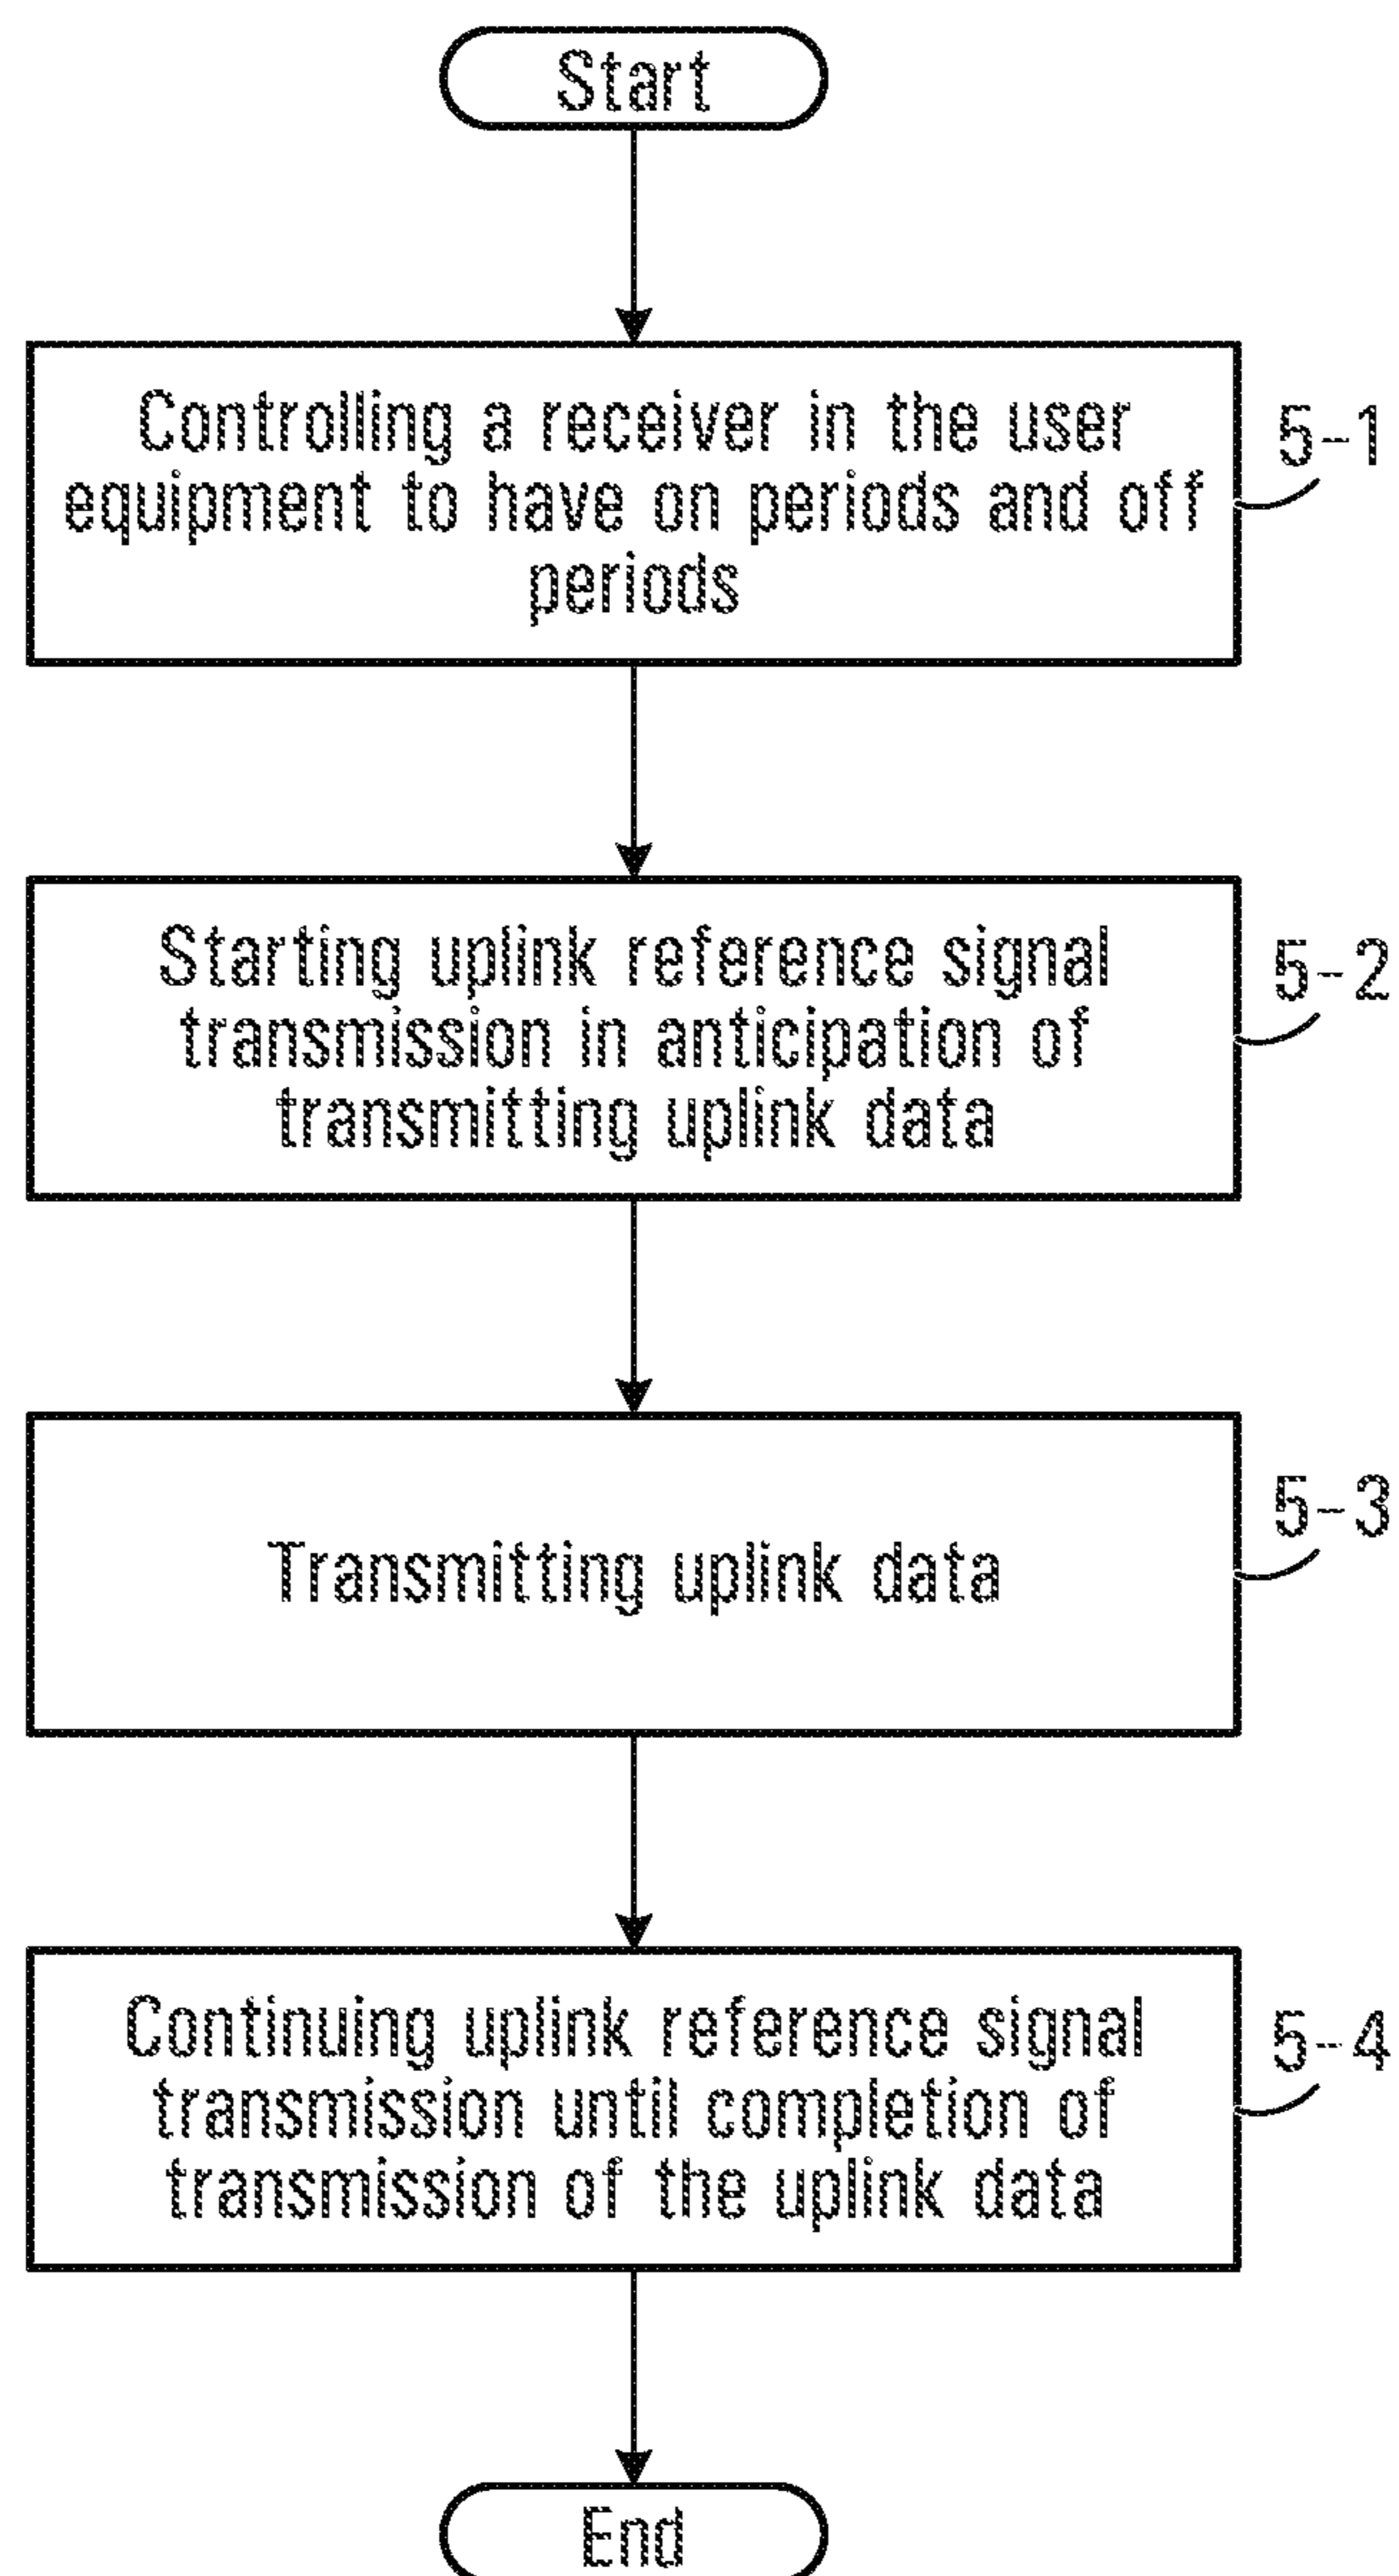 Start
Controlling a receiver in the user
equipment to have on periods and off
periods
5-1
Starting uplink reference signal
transmission in anticipation of
transmitting uplink data
5-2
Transmitting uplink data
5-3
Continuing uplink reference signal
transmission until completion of
transmission of the uplink data
5-4
End